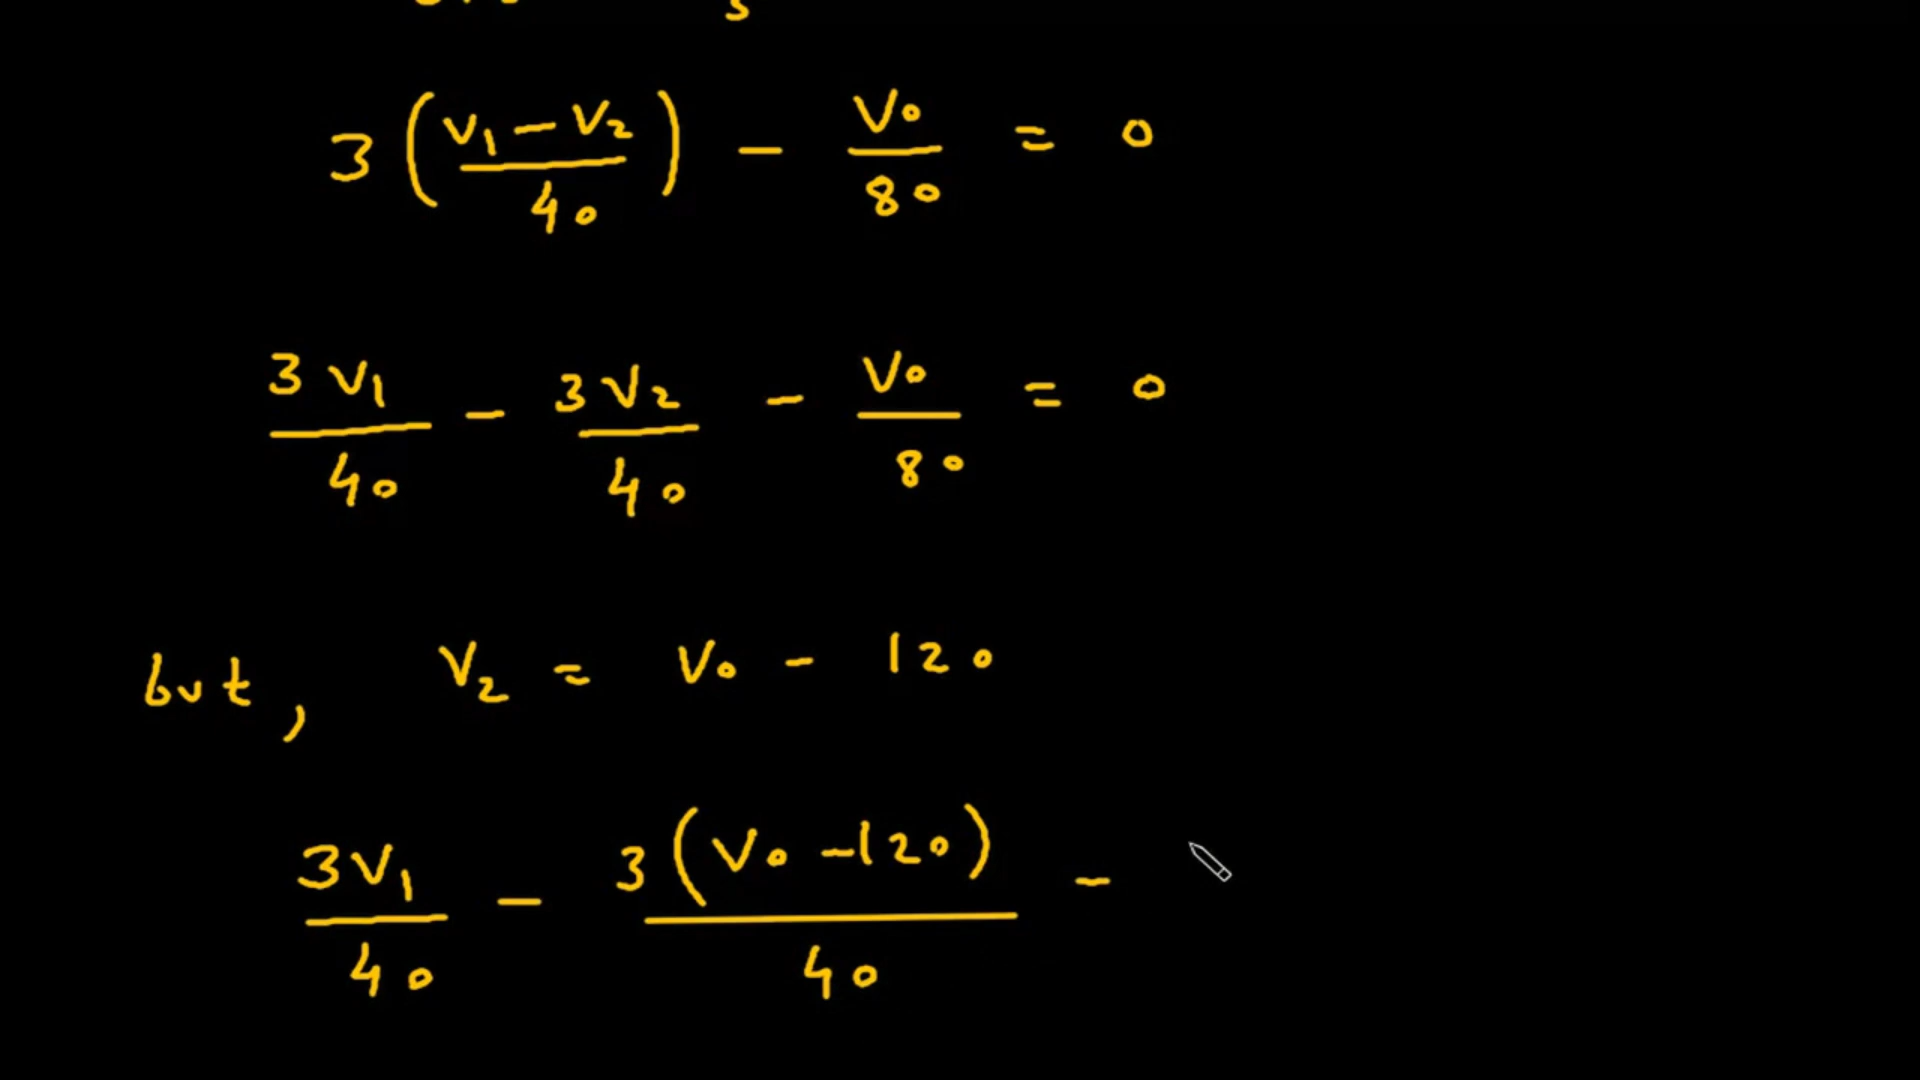 3 (V₁ - V₂ / 40) - V₀ / 80 = 0
3V₁ / 40 - 3V₂ / 40 - V₀ / 80 = 0
but, V₂ = V₀ - 120
3V₁ / 40 - 3(V₀ - 120) / 40 -